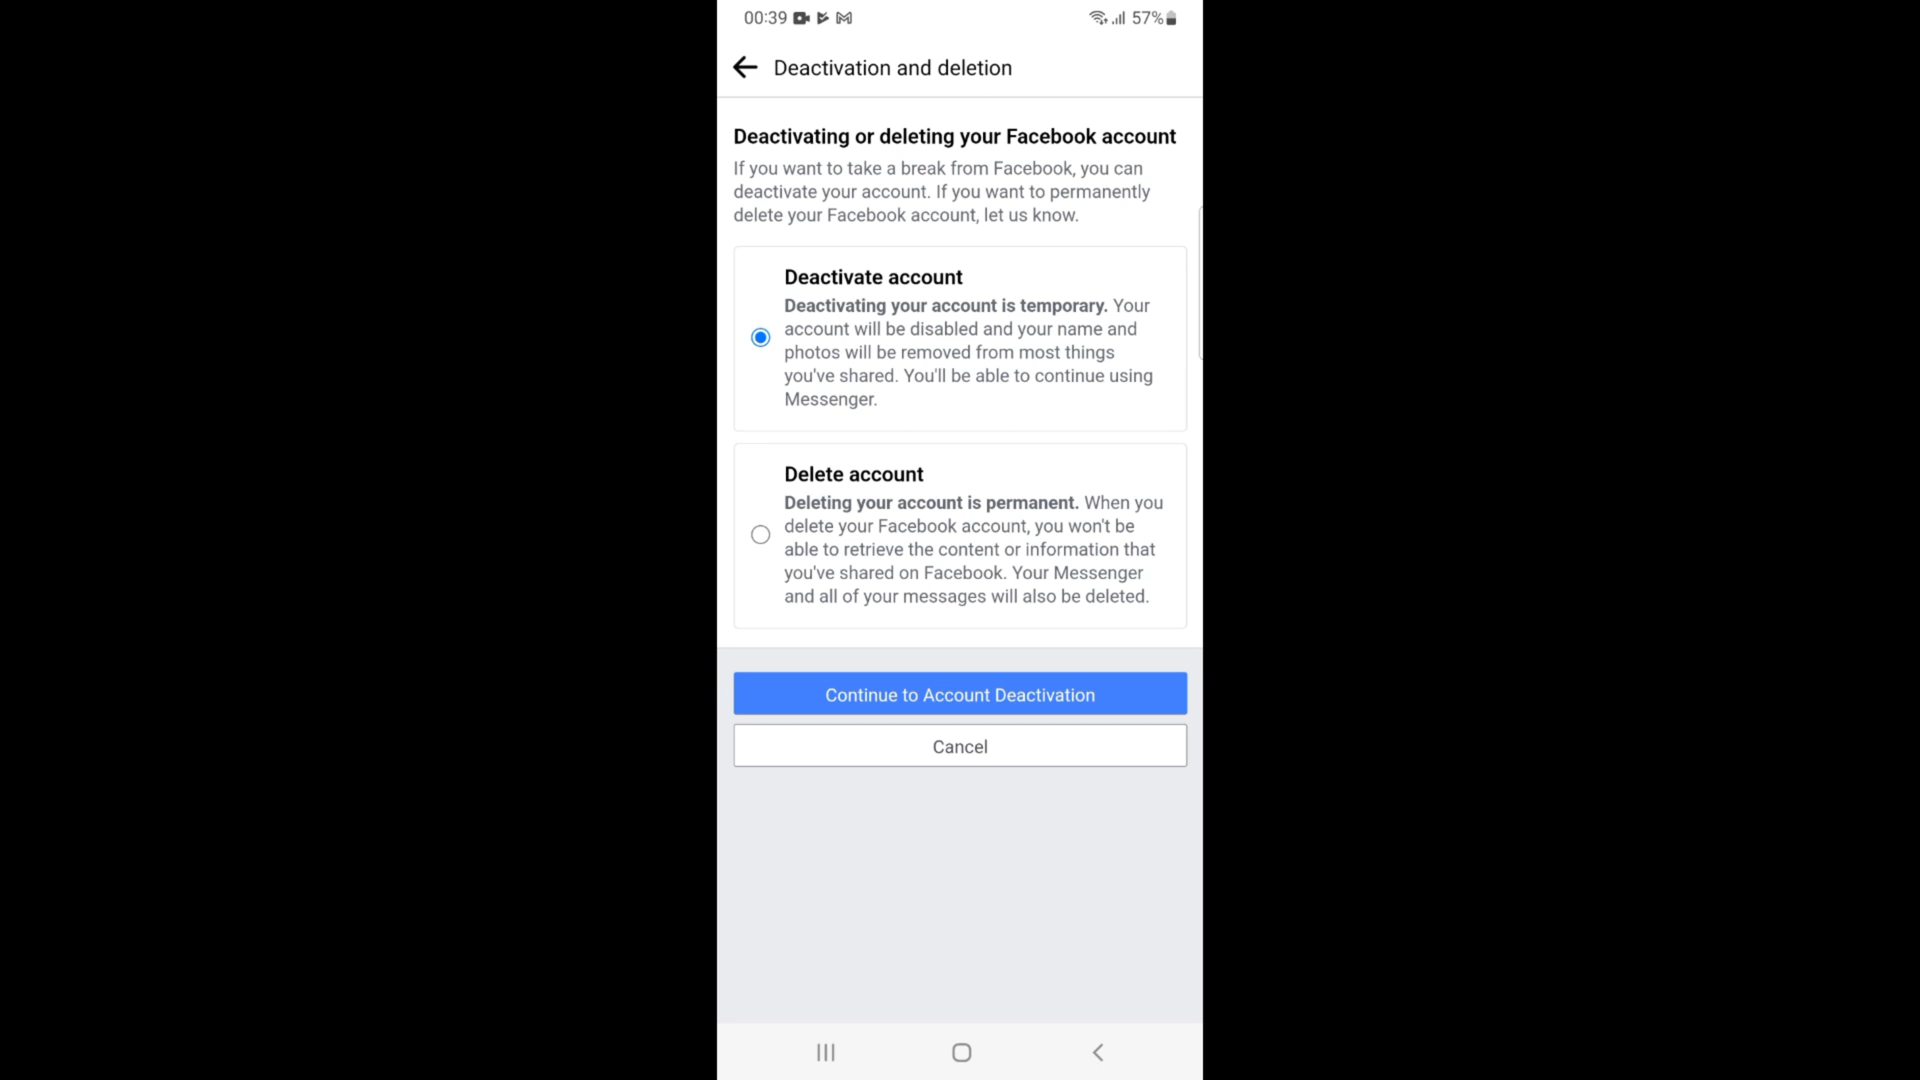 00:39 57%
Deactivation and deletion
Deactivating or deleting your Facebook account
If you want to take a break from Facebook, you can
deactivate your account. If you want to permanently
delete your Facebook account, let us know.
Deactivate account
Deactivating your account is temporary. Your
account will be disabled and your name and
photos will be removed from most things
you've shared. You'll be able to continue using
Messenger.
Delete account
Deleting your account is permanent. When you
delete your Facebook account, you won't be
able to retrieve the content or information that
you've shared on Facebook. Your Messenger
and all of your messages will also be deleted.
Continue to Account Deactivation
Cancel